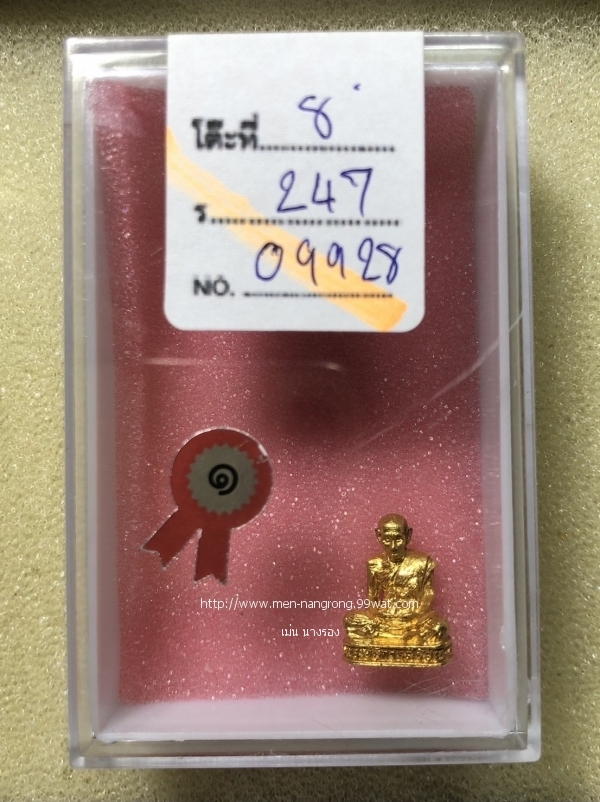 โต๊ะที่ 8
ร. 247
NO. 09928
๑
http://www.men-nangrong.99wat.com
เม่น นางรอง